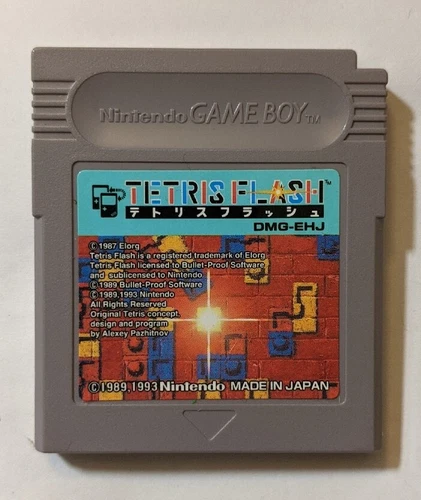 Nintendo GAME BOY TM
TETRIS FLASH™
テトリスフラッシュ
DMG-EHJ
© 1987 Elorg
Tetris Flash is a registered trademark of Elorg
Tetris Flash licensed to Bullet-Proof Software
and sublicensed to Nintendo
© 1989 Bullet-Proof Software
© 1989,1993 Nintendo
All Rights Reserved
Original Tetris concept,
design and program
by Alexey Pazhitnov
© 1989,1993 Nintendo MADE IN JAPAN